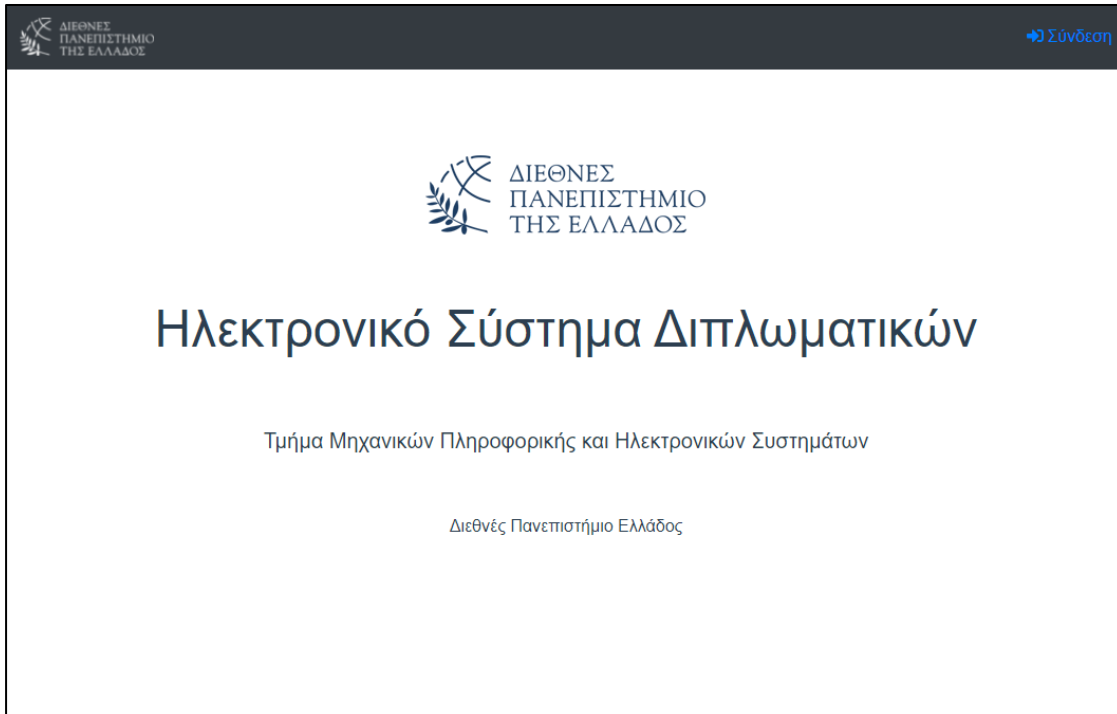 ΔΙΕΘΝΕΣ
ΠΑΝΕΠΙΣΤΗΜΙΟ
ΤΗΣ ΕΛΛΑΔΟΣ
Σύνδεση
ΔΙΕΘΝΕΣ
ΠΑΝΕΠΙΣΤΗΜΙΟ
ΤΗΣ ΕΛΛΑΔΟΣ
Ηλεκτρονικό Σύστημα Διπλωματικών
Τμήμα Μηχανικών Πληροφορικής και Ηλεκτρονικών Συστημάτων
Διεθνές Πανεπιστήμιο Ελλάδος